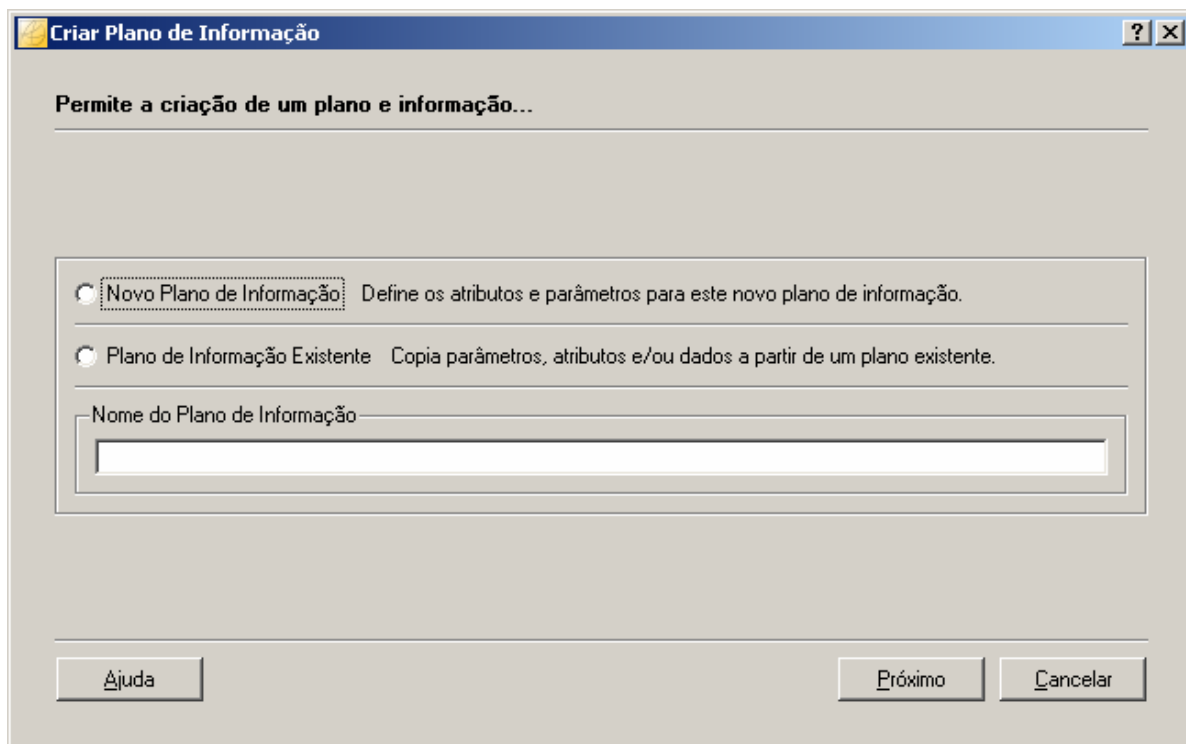 Criar Plano de Informação
Permite a criação de um plano e informação...
Novo Plano de Informação Define os atributos e parâmetros para este novo plano de informação.
Plano de Informação Existente Copia parâmetros, atributos e/ou dados a partir de um plano existente.
Nome do Plano de Informação
Ajuda Próximo Cancelar